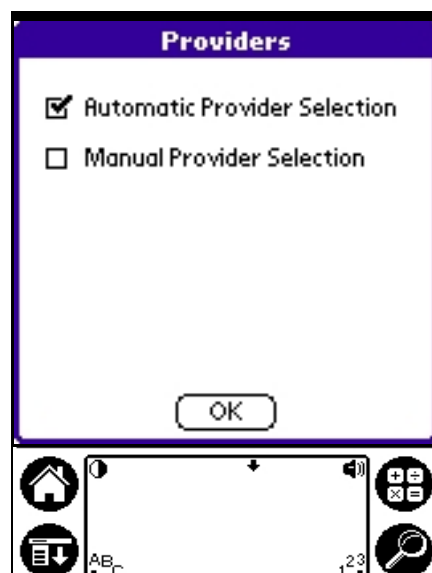 Providers
Automatic Provider Selection
Manual Provider Selection
OK
ABC
123